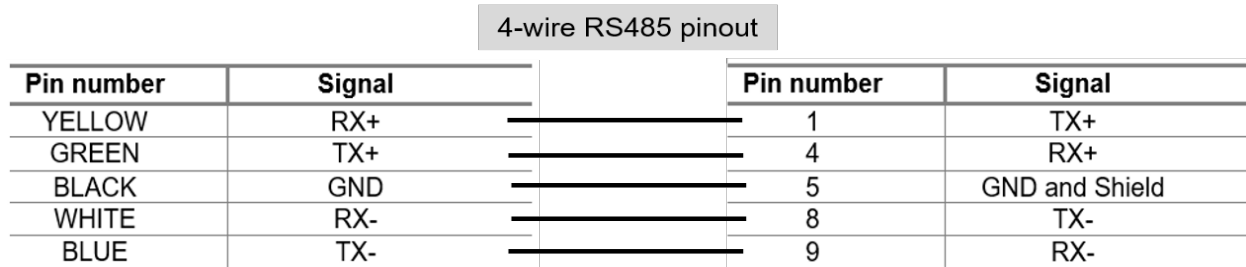 4-wire RS485 pinout
Pin number Signal Pin number Signal
YELLOW RX+ 1 TX+
GREEN TX+ 4 RX+
BLACK GND 5 GND and Shield
WHITE RX- 8 TX-
BLUE TX- 9 RX-